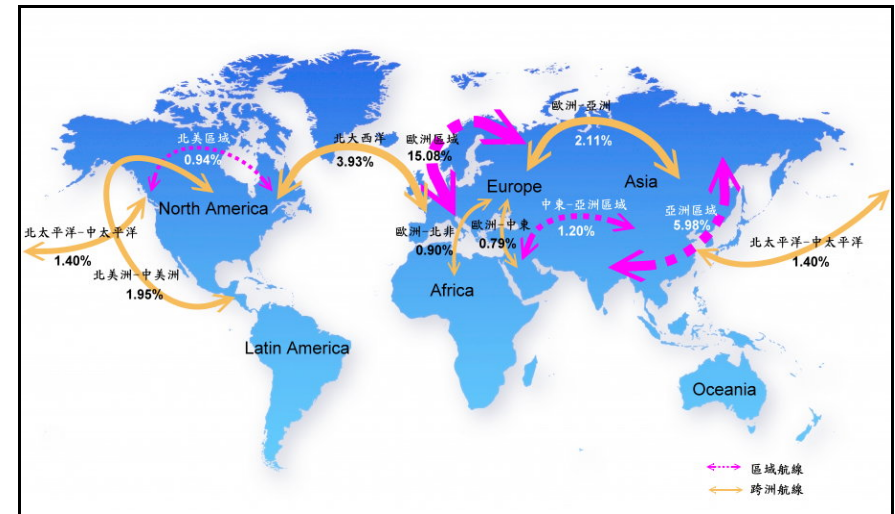 歐洲-亞洲
2.11%
北美區域
0.94%
北大西洋
3.93%
歐洲區域
15.08%
Europe
Asia
North America
中東-亞洲區域
1.20%
亞洲區域
5.98%
北太平洋-中太平洋
1.40%
歐洲-北非
0.90%
歐洲-中東
0.79%
北太平洋-中太平洋
1.40%
北美洲-中美洲
1.95%
Africa
Latin America
Oceania
區域航線
跨洲航線